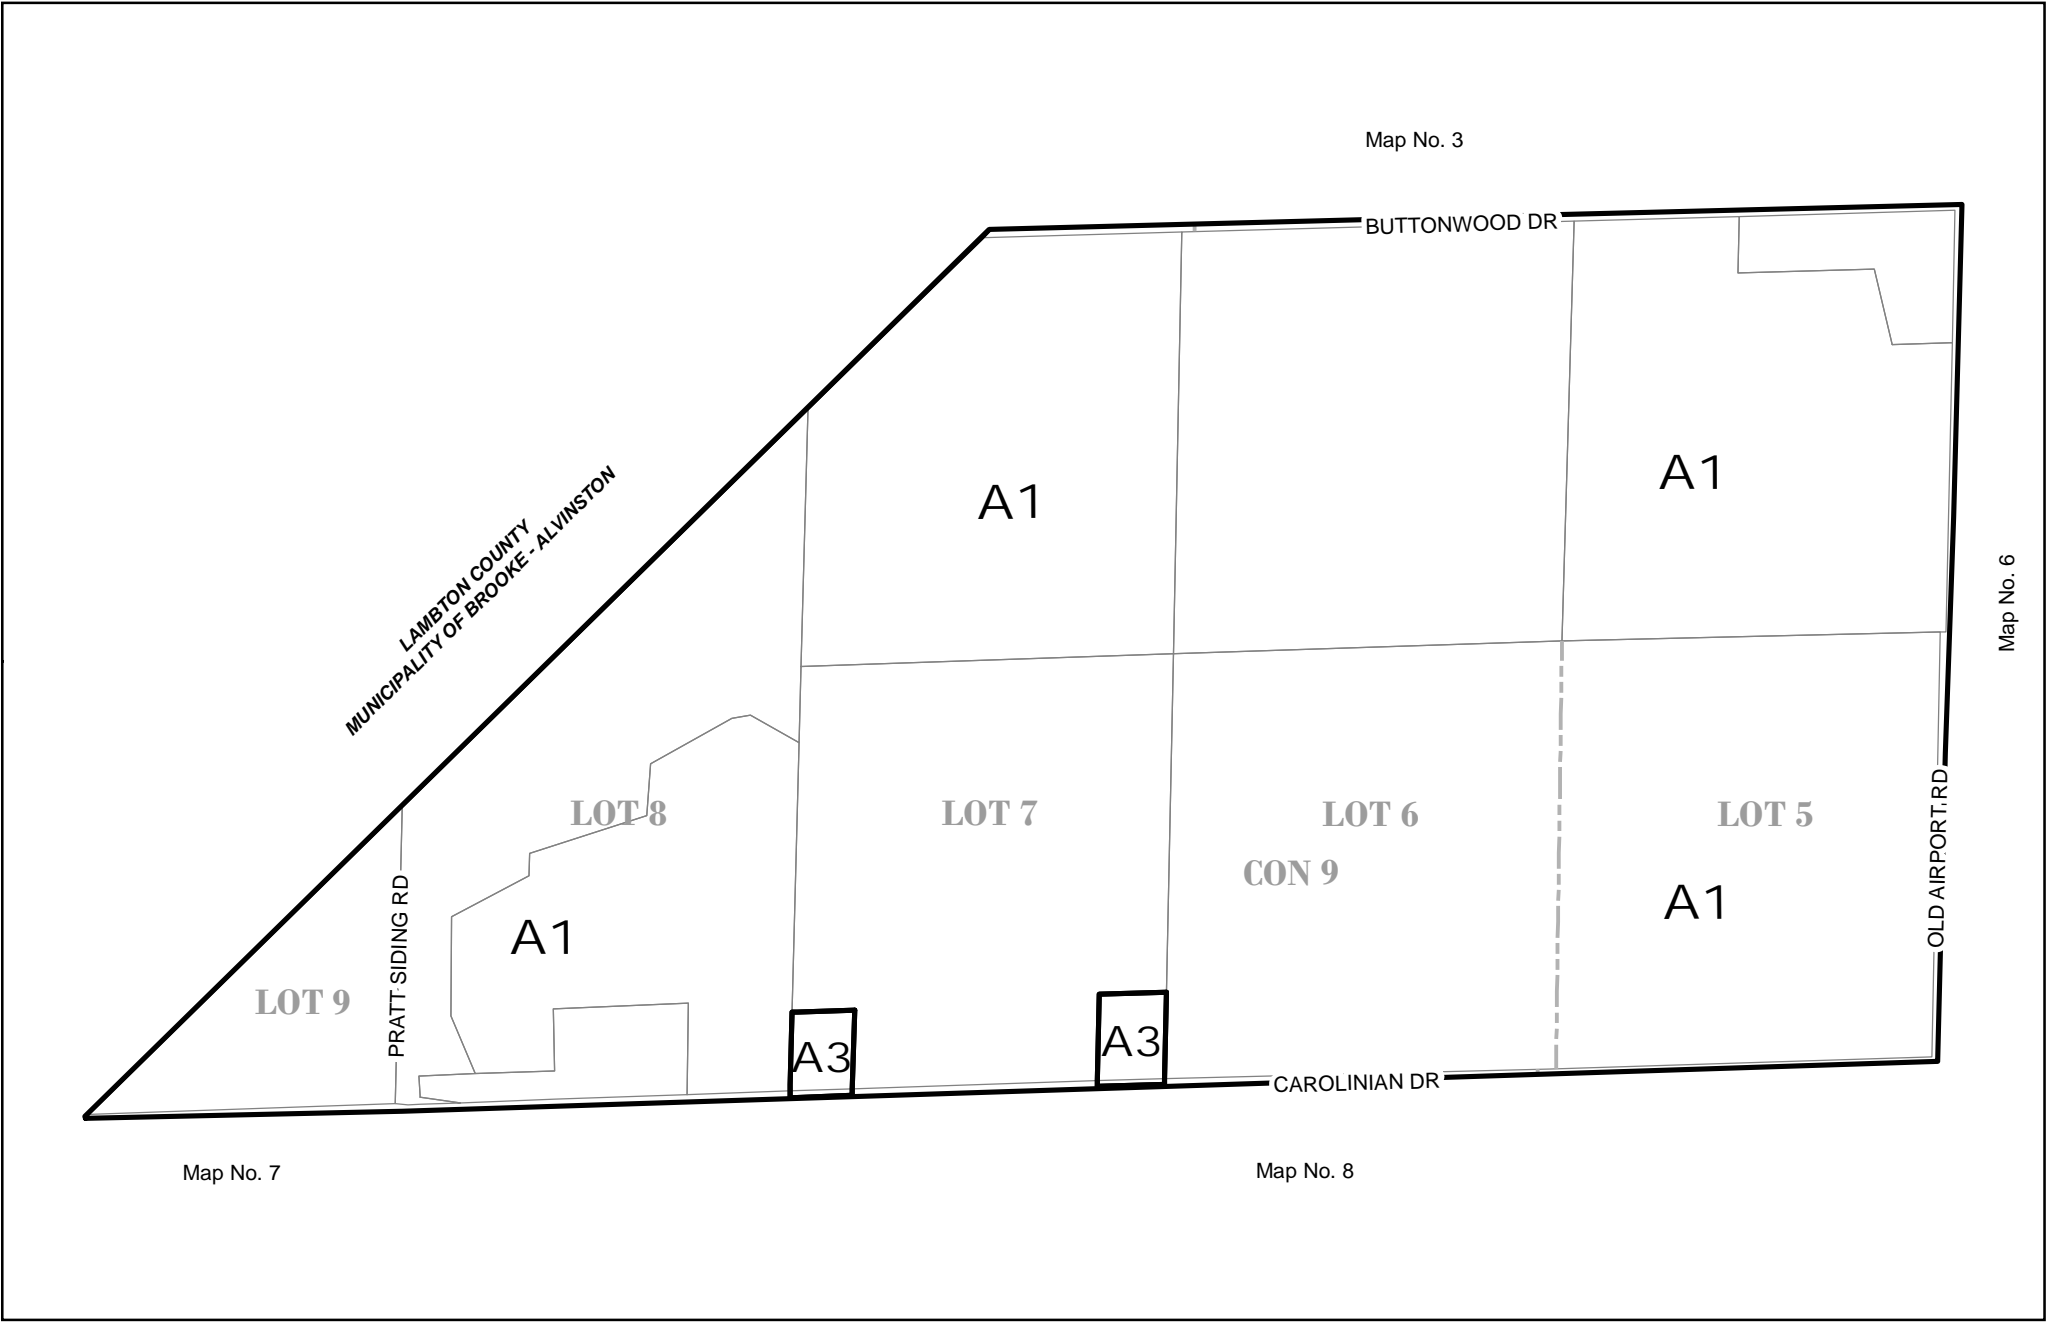 Map No. 3
BUTTONWOOD DR
A1
A1
LAMBTON COUNTY
MUNICIPALITY OF BROOKE - ALVINSTON
Map No. 6
LOT 8
LOT 7
LOT 6
LOT 5
CON 9
A1
A1
OLD AIRPORT RD
PRATT SIDING RD
LOT 9
A3
A3
CAROLINIAN DR
Map No. 7
Map No. 8